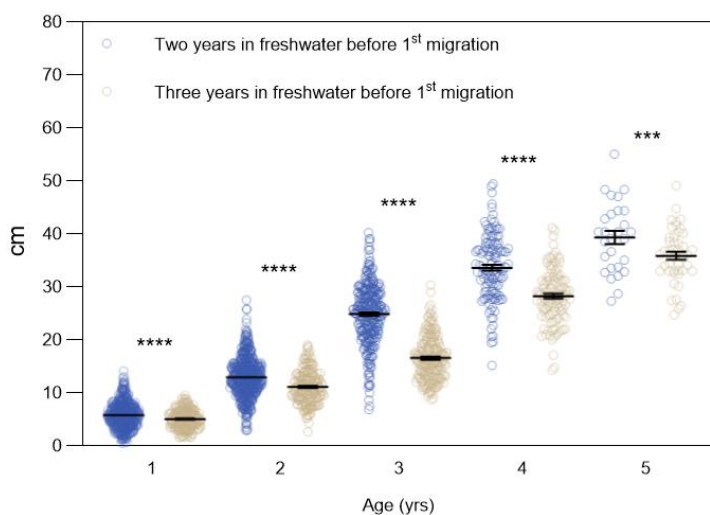 80
Two years in freshwater before 1st migration
70
Three years in freshwater before 1st migration
60
***
****
50
****
cm
40
****
30
****
20
10
0
1 2 3 4 5
Age (yrs)